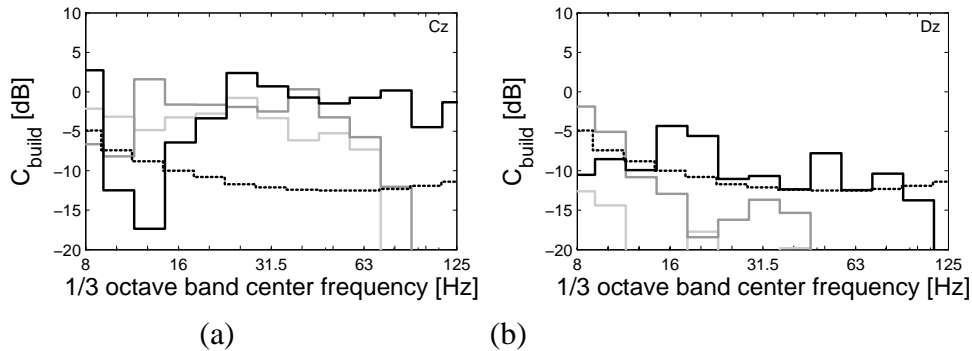 10
5
0
−5
−10
−15
−20
C_build [dB]
Cz
8 16 31.5 63 125
1/3 octave band center frequency [Hz]
(a)
10
5
0
−5
−10
−15
−20
C_build [dB]
Dz
8 16 31.5 63 125
1/3 octave band center frequency [Hz]
(b)